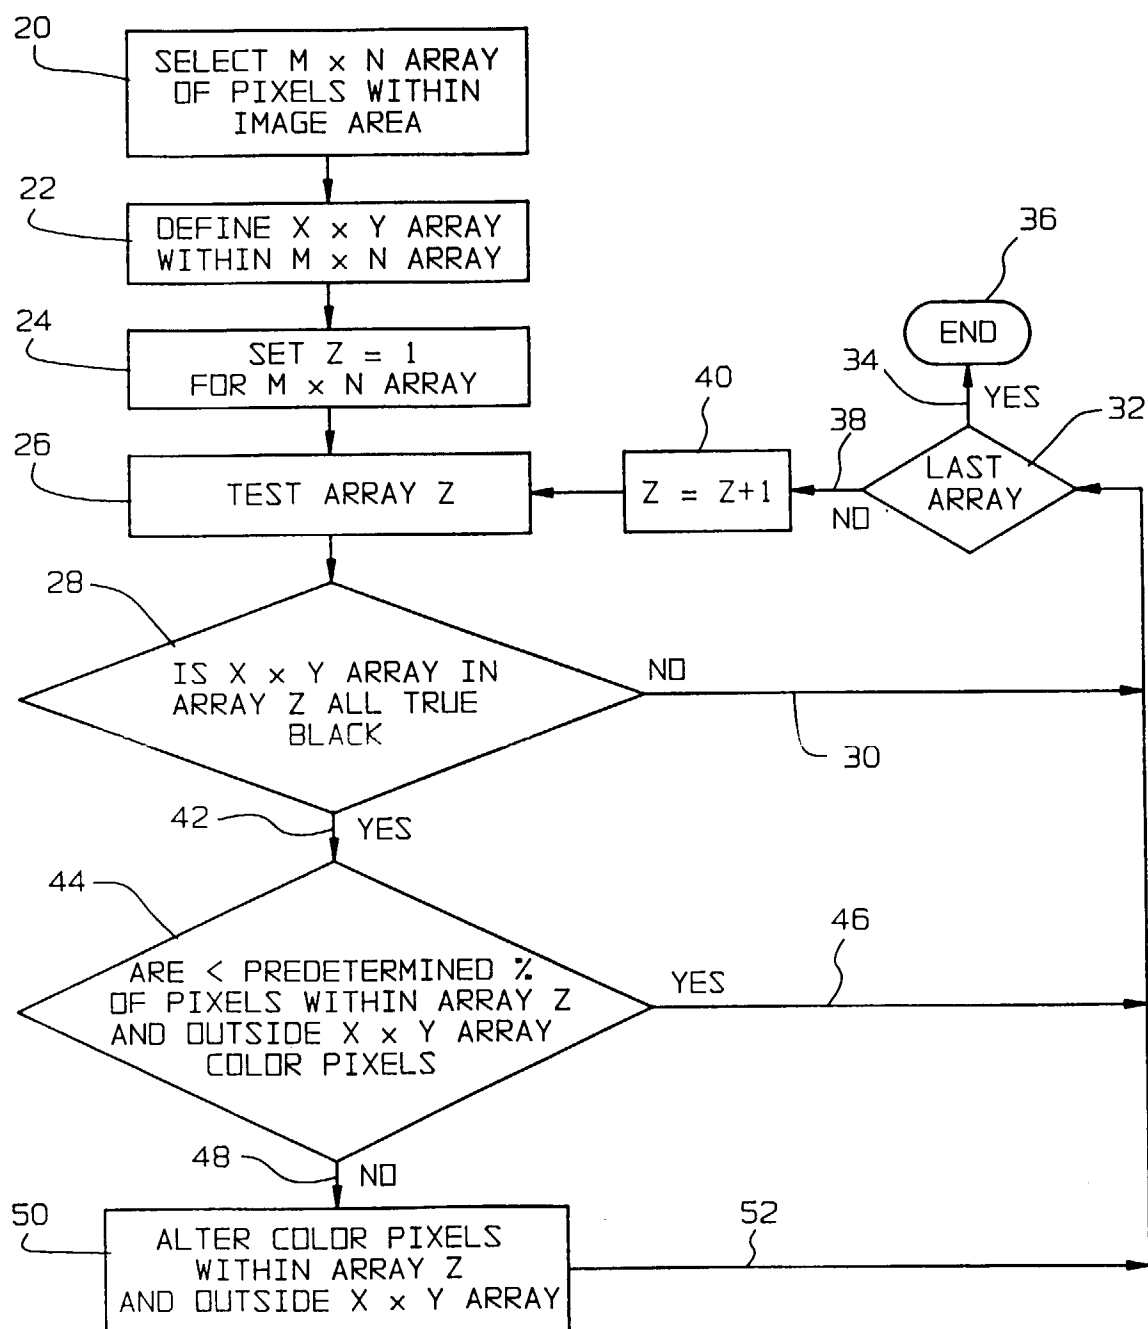 20
SELECT M x N ARRAY
OF PIXELS WITHIN
IMAGE AREA
22
DEFINE X x Y ARRAY
WITHIN M x N ARRAY
24
SET Z = 1
FOR M x N ARRAY
26
TEST ARRAY Z
40
Z = Z+1
38
NO
LAST
ARRAY
32
34
YES
36
END
28
IS X x Y ARRAY IN
ARRAY Z ALL TRUE
BLACK
NO
30
42
YES
44
ARE < PREDETERMINED %
OF PIXELS WITHIN ARRAY Z
AND OUTSIDE X x Y ARRAY
COLOR PIXELS
YES
46
48
NO
50
ALTER COLOR PIXELS
WITHIN ARRAY Z
AND OUTSIDE X x Y ARRAY
52